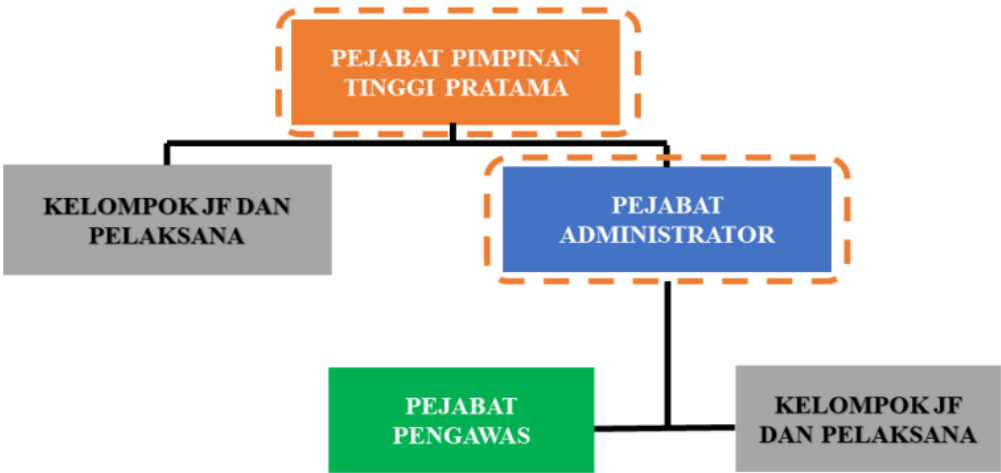 PEJABAT PIMPINAN
TINGGI PRATAMA
KELOMPOK JF DAN
PELAKSANA
PEJABAT
ADMINISTRATOR
PEJABAT
PENGAWAS
KELOMPOK JF
DAN PELAKSANA